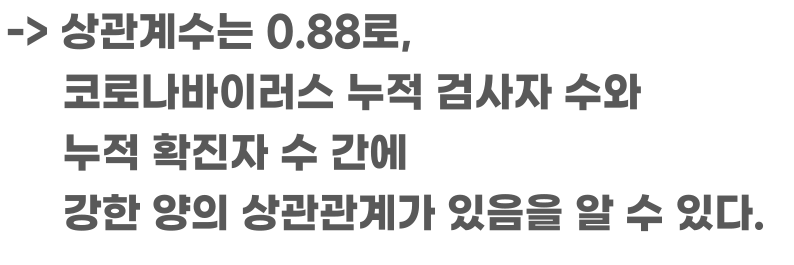 -> 상관계수는 0.88로,
코로나바이러스 누적 검사자 수와
누적 확진자 수 간에
강한 양의 상관관계가 있음을 알 수 있다.